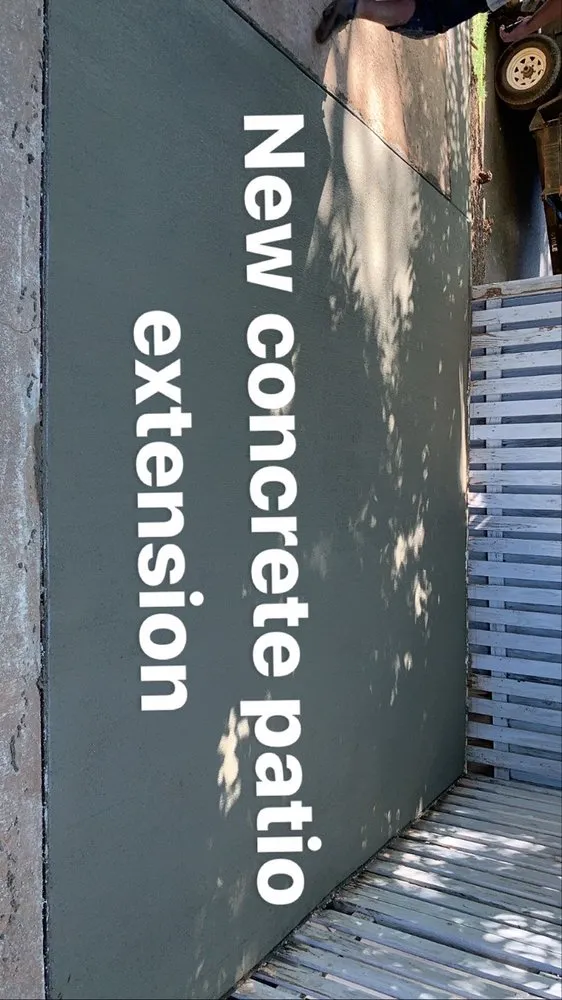 New concrete patio
extension